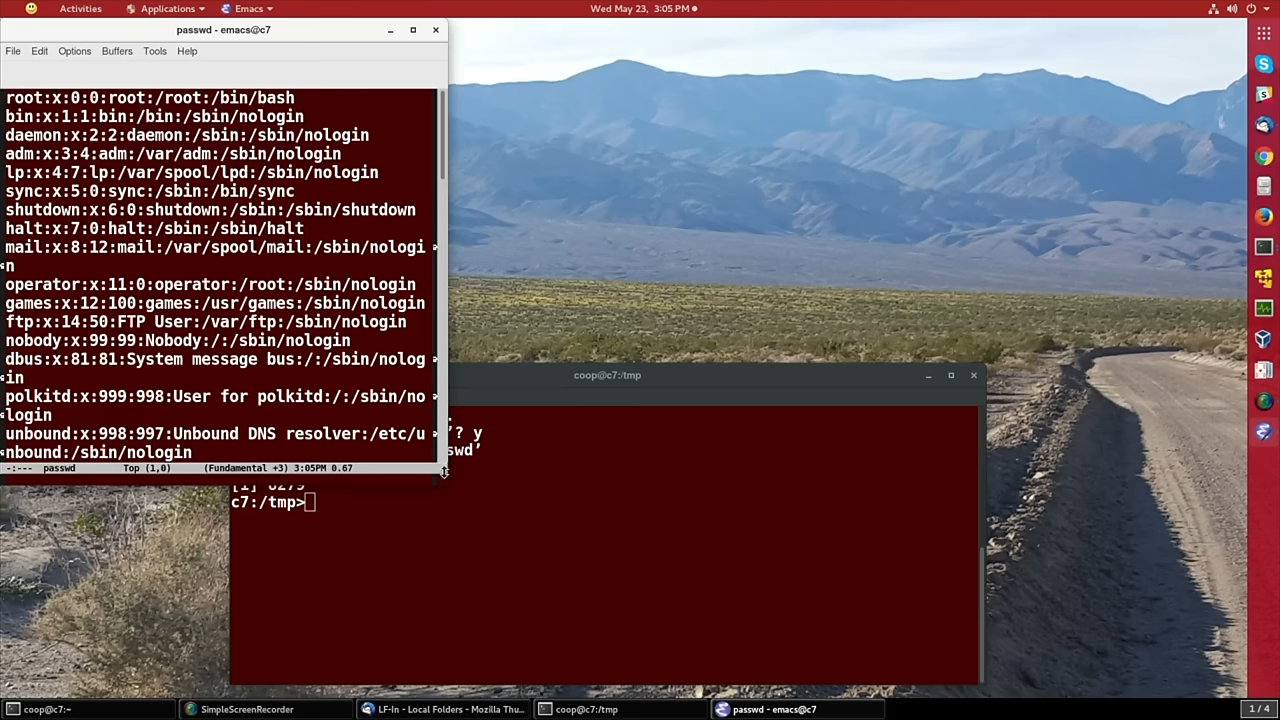 Activities
Applications
Emacs
Wed May 23, 3:05 PM
passwd - emacs@c7
File Edit Options Buffers Tools Help
root:x:0:0:root:/root:/bin/bash
bin:x:1:1:bin:/bin:/sbin/nologin
daemon:x:2:2:daemon:/sbin:/sbin/nologin
adm:x:3:4:adm:/var/adm:/sbin/nologin
lp:x:4:7:lp:/var/spool/lpd:/sbin/nologin
sync:x:5:0:sync:/sbin:/bin/sync
shutdown:x:6:0:shutdown:/sbin:/sbin/shutdown
halt:x:7:0:halt:/sbin:/sbin/halt
mail:x:8:12:mail:/var/spool/mail:/sbin/nologi
n
operator:x:11:0:operator:/root:/sbin/nologin
games:x:12:100:games:/usr/games:/sbin/nologin
ftp:x:14:50:FTP User:/var/ftp:/sbin/nologin
nobody:x:99:99:Nobody:/:/sbin/nologin
dbus:x:81:81:System message bus:/:/sbin/nolog
in
polkitd:x:999:998:User for polkitd:/:/sbin/no
login
unbound:x:998:997:Unbound DNS resolver:/etc/u
nbound:/sbin/nologin
-:--- passwd Top (1,0) (Fundamental +3) 3:05PM 0.67
coop@c7:/tmp
’? y
swd’
c7:/tmp>
coop@c7:~
SimpleScreenRecorder
LF-In - Local Folders - Mozilla Thu...
coop@c7:/tmp
passwd - emacs@c7
1 / 4